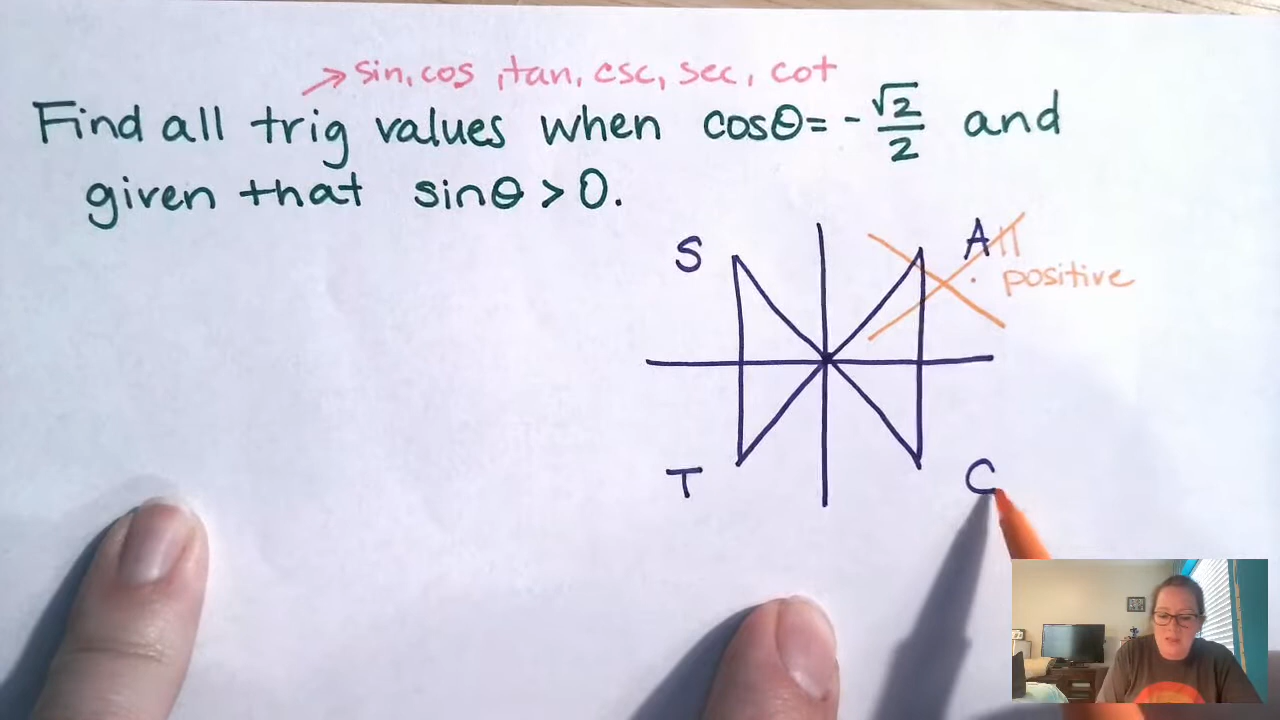 → sin, cos, tan, csc, sec, cot
Find all trig values when cosθ = -√2/2 and
given that sinθ > 0.
S
All
positive
T
C